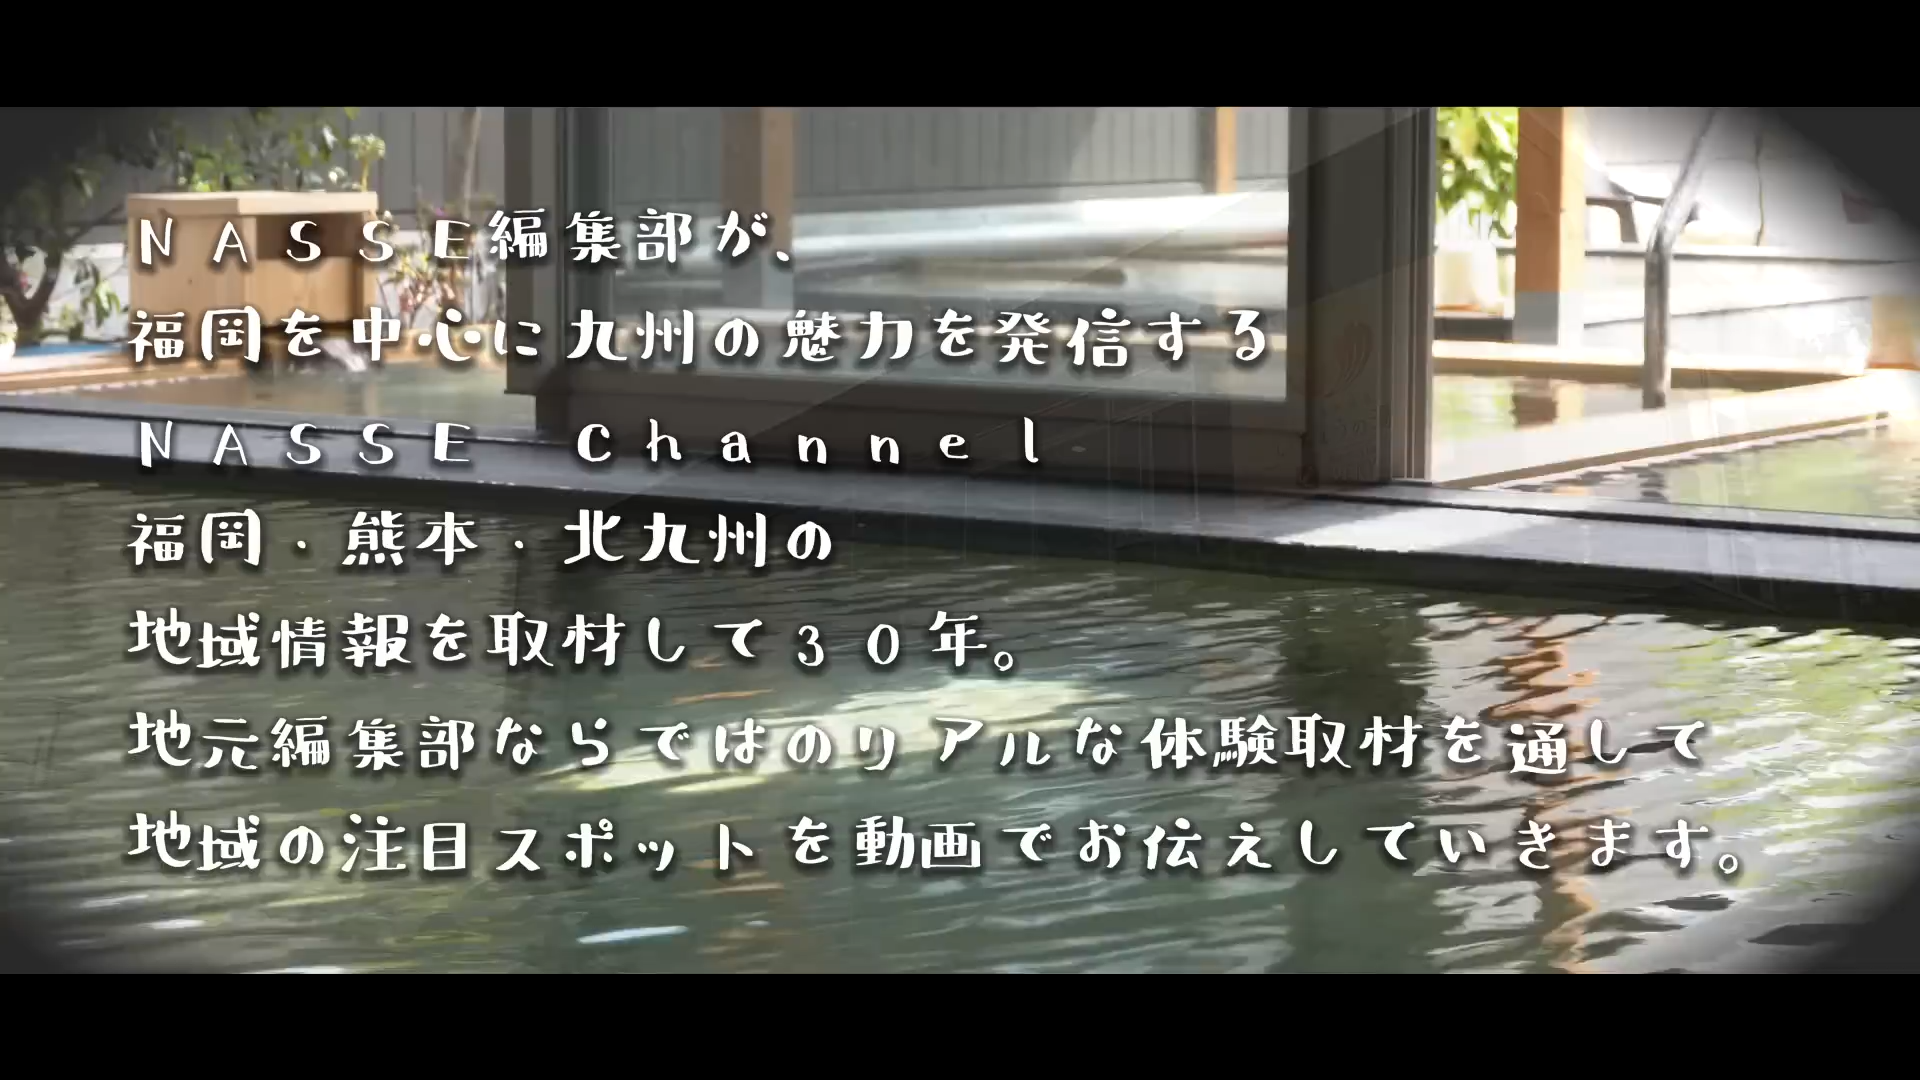 NASSE編集部が、
福岡を中心に九州の魅力を発信する
NASSE Channel
福岡・熊本・北九州の
地域情報を取材して30年。
地元編集部ならではのリアルな体験取材を通して
地域の注目スポットを動画でお伝えしていきます。